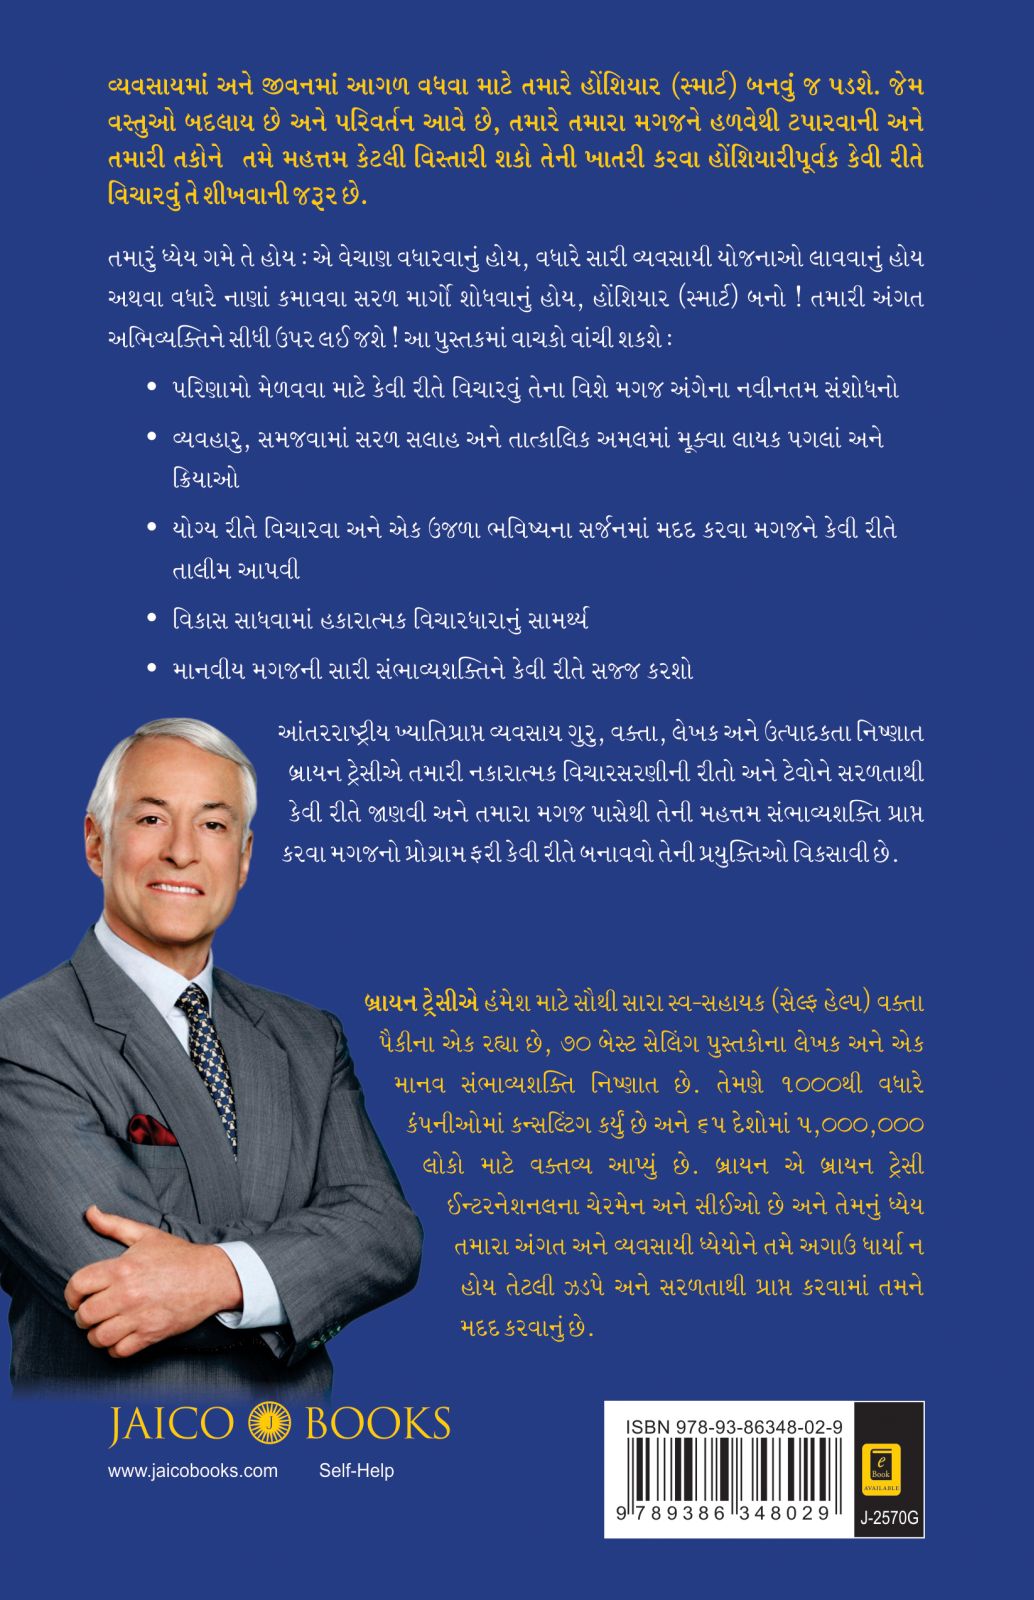 વ્યવસાયમાં અને જીવનમાં આગળ વધવા માટે તમારે હોંશિયાર (સ્માર્ટ) બનવું જ પડશે. જેમ
વસ્તુઓ બદલાય છે અને પરિવર્તન આવે છે, તમારે તમારા મગજને હળવેથી ટપારવાની અને
તમારી તકોને તમે મહત્તમ કેટલી વિસ્તારી શકો તેની ખાતરી કરવા હોંશિયારીપૂર્વક કેવી રીતે
વિચારવું તે શીખવાની જરૂર છે.
તમારું ધ્યેય ગમે તે હોય : એ વેચાણ વધારવાનું હોય, વધારે સારી વ્યવસાયી યોજનાઓ લાવવાનું હોય
અથવા વધારે નાણાં કમાવવા સરળ માર્ગો શોધવાનું હોય, હોંશિયાર (સ્માર્ટ) બનો ! તમારી અંગત
અભિવ્યક્તિને સીધી ઉપર લઈ જશે ! આ પુસ્તકમાં વાચકો વાંચી શકશે :
• પરિણામો મેળવવા માટે કેવી રીતે વિચારવું તેના વિશે મગજ અંગેના નવીનતમ સંશોધનો
• વ્યવહારુ, સમજવામાં સરળ સલાહ અને તાત્કાલિક અમલમાં મૂક્વા લાયક પગલાં અને
ક્રિયાઓ
• યોગ્ય રીતે વિચારવા અને એક ઉજળા ભવિષ્યના સર્જનમાં મદદ કરવા મગજને કેવી રીતે
તાલીમ આપવી
• વિકાસ સાધવામાં હકારાત્મક વિચારધારાનું સામર્થ્ય
• માનવીય મગજની સારી સંભાવ્યશક્તિને કેવી રીતે સજ્જ કરશો
આંતરરાષ્ટ્રીય ખ્યાતિપ્રાપ્ત વ્યવસાય ગુરુ, વક્તા, લેખક અને ઉત્પાદકતા નિષ્ણાત
બ્રાયન ટ્રેસીએ તમારી નકારાત્મક વિચારસરણીની રીતો અને ટેવોને સરળતાથી
કેવી રીતે જાણવી અને તમારા મગજ પાસેથી તેની મહત્તમ સંભાવ્યશક્તિ પ્રાપ્ત
કરવા મગજનો પ્રોગ્રામ ફરી કેવી રીતે બનાવવો તેની પ્રયુક્તિઓ વિકસાવી છે.
બ્રાયન ટ્રેસીએ હંમેશ માટે સૌથી સારા સ્વ-સહાયક (સેલ્ફ હેલ્પ) વક્તા
પૈકીના એક રહ્યા છે, ૭૦ બેસ્ટ સેલિંગ પુસ્તકોના લેખક અને એક
માનવ સંભાવ્યશક્તિ નિષ્ણાત છે. તેમણે ૧૦૦૦થી વધારે
કંપનીઓમાં કન્સલ્ટિંગ કર્યું છે અને ૬૫ દેશોમાં ૫,૦૦૦,૦૦૦
લોકો માટે વક્તવ્ય આપ્યું છે. બ્રાયન એ બ્રાયન ટ્રેસી
ઈન્ટરનેશનલના ચેરમેન અને સીઈઓ છે અને તેમનું ધ્યેય
તમારા અંગત અને વ્યવસાયી ધ્યેયોને તમે અગાઉ ધાર્યા ન
હોય તેટલી ઝડપે અને સરળતાથી પ્રાપ્ત કરવામાં તમને
મદદ કરવાનું છે.
JAICO J BOOKS
www.jaicobooks.com Self-Help
ISBN 978-93-86348-02-9
9 789386 348029
e
Book
AVAILABLE
J-2570G